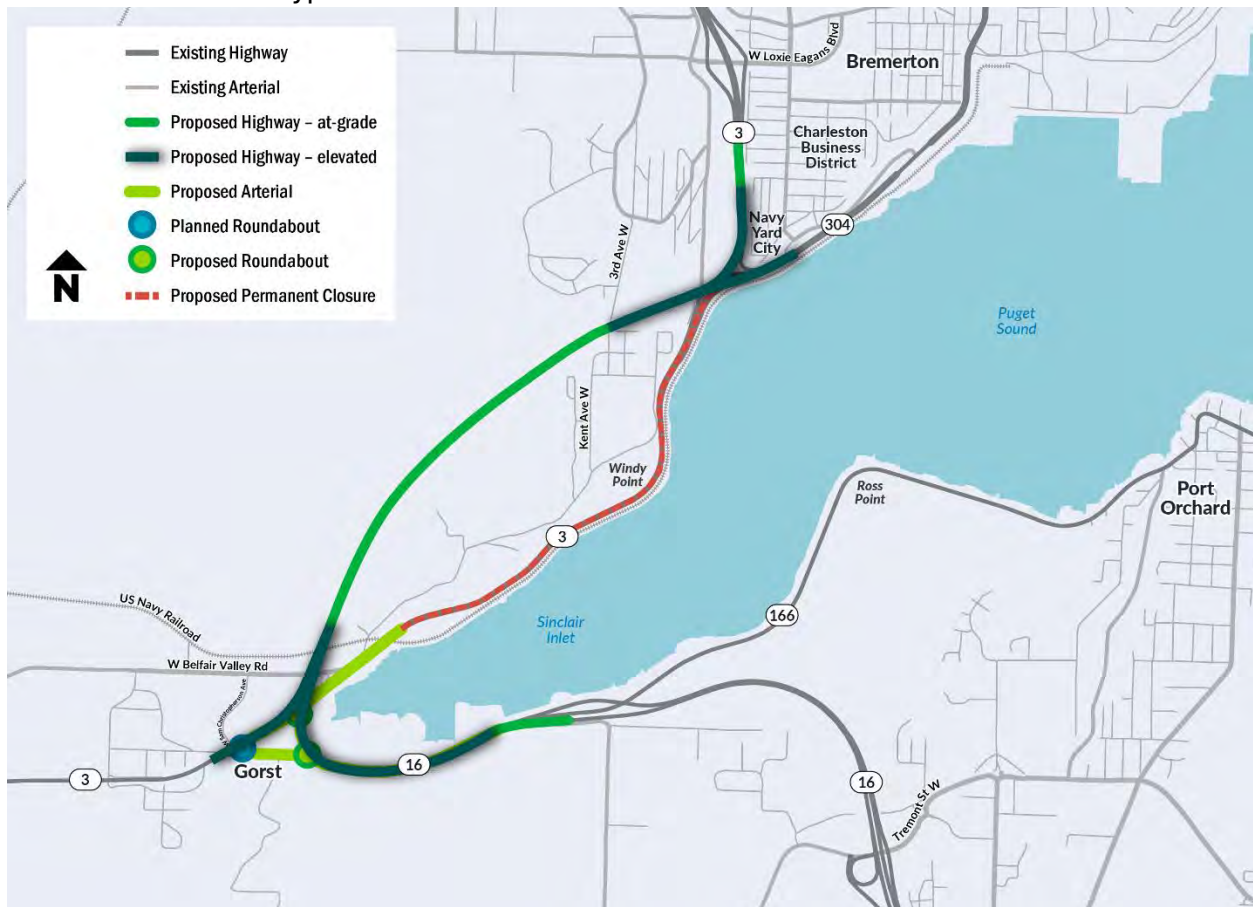 Existing Highway
Existing Arterial
Proposed Highway – at-grade
Proposed Highway – elevated
Proposed Arterial
Planned Roundabout
Proposed Roundabout
Proposed Permanent Closure
N
W Loxie Eagans Blvd
Bremerton
3
Charleston
Business
District
Navy
Yard
City
304
3rd Ave W
Puget
Sound
Kent Ave W
Windy
Point
Ross
Point
Port
Orchard
3
US Navy Railroad
Sinclair
Inlet
166
W Belfair Valley Rd
W Sam Christopherson Ave
Gorst
3
16
16
Tremont St W